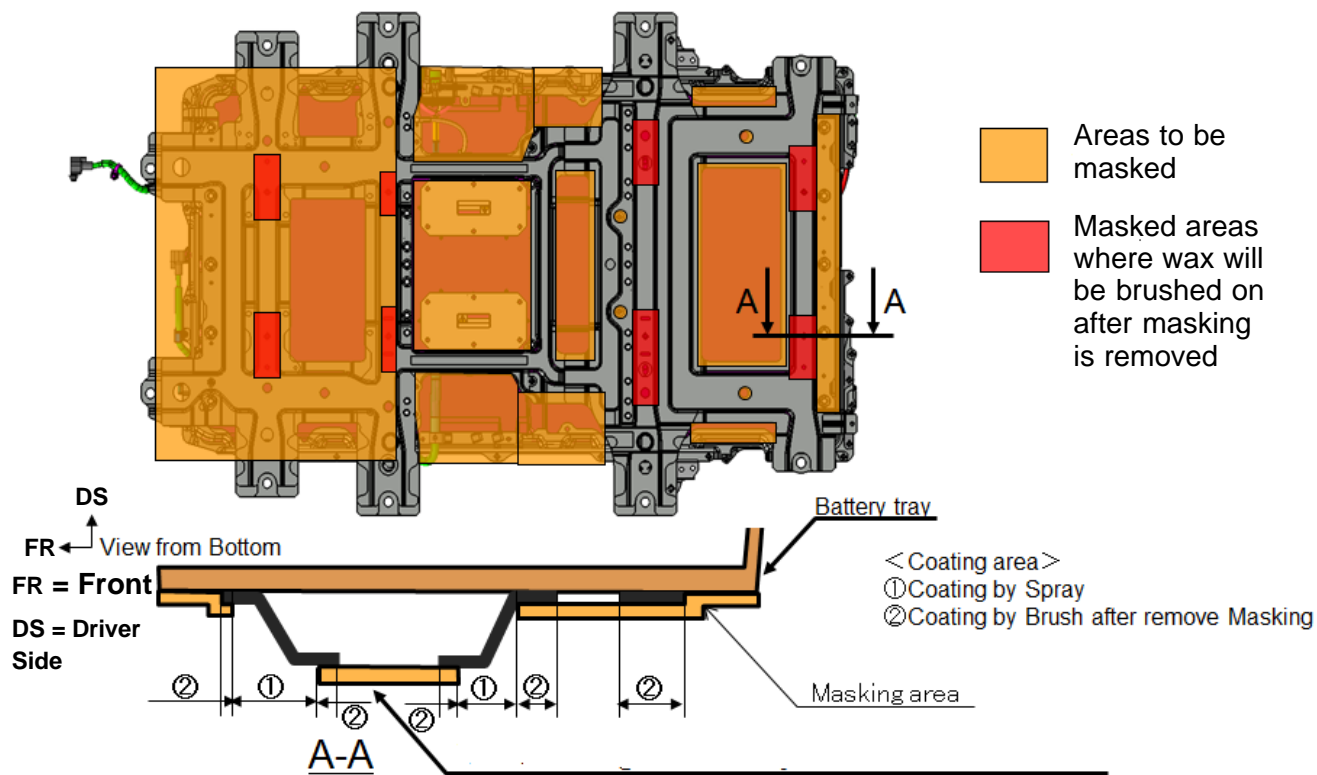 Areas to be
masked
Masked areas
where wax will
be brushed on
after masking
is removed
A
A
DS
FR
View from Bottom
FR = Front
DS = Driver
Side
Battery tray
<Coating area>
①Coating by Spray
②Coating by Brush after remove Masking
Masking area
② ① ② ② ① ② ②
A-A